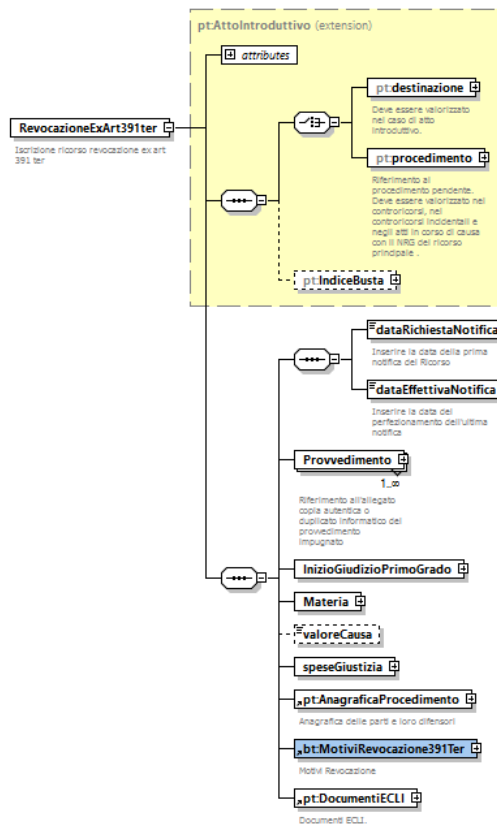 pt:AttoIntroduttivo (extension)
attributes
pt:destinazione
Deve essere valorizzato
nel caso di atto
introduttivo.
RevocazioneExArt391ter
Iscrizione ricorso revocazione ex art
391 ter
pt:procedimento
Riferimento al
procedimento pendente.
Deve essere valorizzato nei
controricorsi, nei
controricorsi incidentali e
negli atti in corso di causa
con il NRG del ricorso
principale .
pt:IndiceBusta
dataRichiestaNotifica
Inserire la data della prima
notifica del Ricorso
dataEffettivaNotifica
Inserire la data del
perfezionamento dell'ultima
notifica
Provvedimento
1..∞
Riferimento all'allegato
copia autentica o
duplicato informatico del
provvedimento
impugnato
InizioGiudizioPrimoGrado
Materia
valoreCausa
speseGiustizia
pt:AnagraficaProcedimento
Anagrafica delle parti e loro difensori
bt:MotiviRevocazione391Ter
Motivi Revocazione
pt:DocumentiECLI
Documenti ECLI.